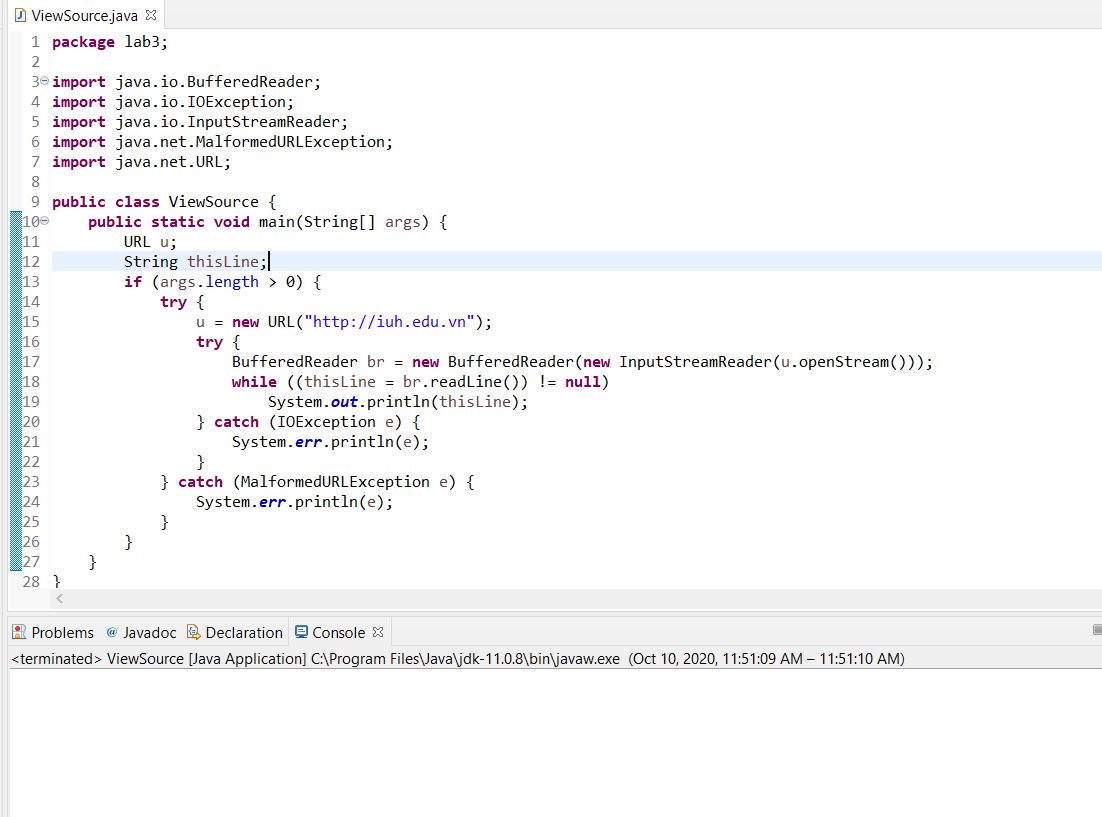 ViewSource.java
1 package lab3;
2
3 import java.io.BufferedReader;
4 import java.io.IOException;
5 import java.io.InputStreamReader;
6 import java.net.MalformedURLException;
7 import java.net.URL;
8
9 public class ViewSource {
10 public static void main(String[] args) {
11 URL u;
12 String thisLine;
13 if (args.length > 0) {
14 try {
15 u = new URL("http://iuh.edu.vn");
16 try {
17 BufferedReader br = new BufferedReader(new InputStreamReader(u.openStream()));
18 while ((thisLine = br.readLine()) != null)
19 System.out.println(thisLine);
20 } catch (IOException e) {
21 System.err.println(e);
22 }
23 } catch (MalformedURLException e) {
24 System.err.println(e);
25 }
26 }
27 }
28 }
Problems @ Javadoc Declaration Console
<terminated> ViewSource [Java Application] C:\Program Files\Java\jdk-11.0.8\bin\javaw.exe (Oct 10, 2020, 11:51:09 AM – 11:51:10 AM)